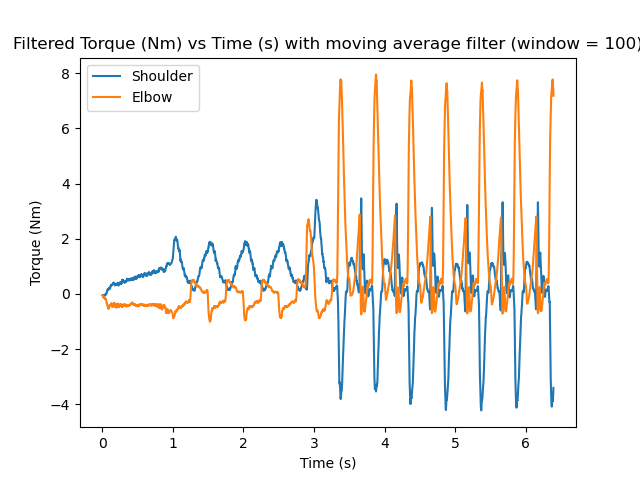 Filtered Torque (Nm) vs Time (s) with moving average filter (window = 100)
Shoulder
Elbow
8
6
4
2
0
−2
−4
Torque (Nm)
0 1 2 3 4 5 6
Time (s)